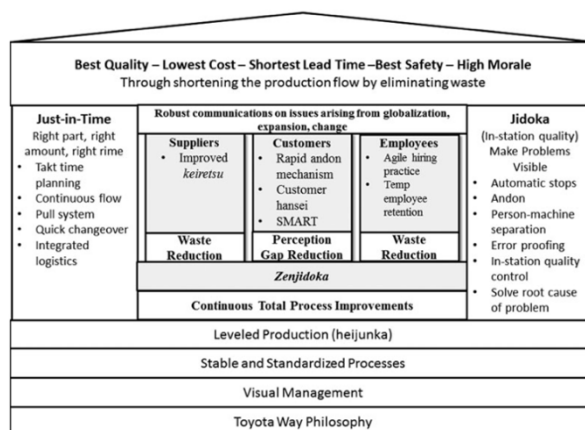 Best Quality – Lowest Cost – Shortest Lead Time –Best Safety – High Morale
Through shortening the production flow by eliminating waste
Just-in-Time
Right part, right
amount, right rime
• Takt time
planning
• Continuous flow
• Pull system
• Quick changeover
• Integrated
logistics
Robust communications on issues arising from globalization,
expansion, change
Suppliers
• Improved
keiretsu
Waste
Reduction
Customers
• Rapid andon
mechanism
• Customer
hansei
• SMART
Perception
Gap Reduction
Employees
• Agile hiring
practice
• Temp
employee
retention
Waste
Reduction
Zenjidoka
Continuous Total Process Improvements
Jidoka
(In-station quality)
Make Problems
Visible
• Automatic stops
• Andon
• Person-machine
separation
• Error proofing
• In-station quality
control
• Solve root cause
of problem
Leveled Production (heijunka)
Stable and Standardized Processes
Visual Management
Toyota Way Philosophy